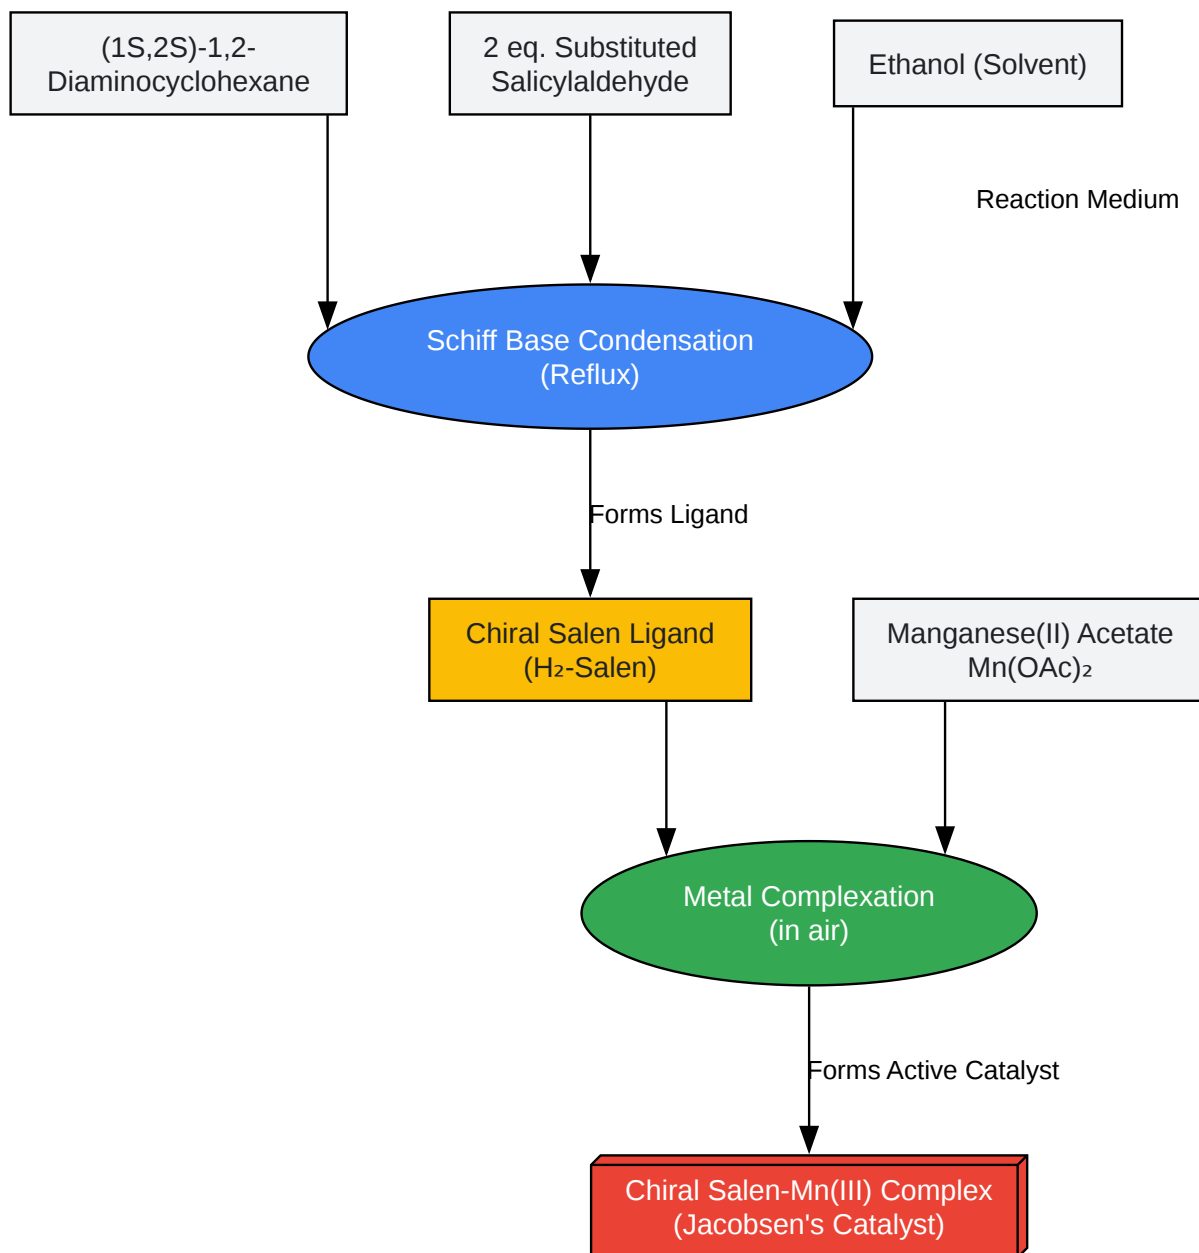 (1S,2S)-1,2-
Diaminocyclohexane
2 eq. Substituted
Salicylaldehyde
Ethanol (Solvent)
Reaction Medium
Schiff Base Condensation
(Reflux)
Forms Ligand
Chiral Salen Ligand
(H₂-Salen)
Manganese(II) Acetate
Mn(OAc)₂
Metal Complexation
(in air)
Forms Active Catalyst
Chiral Salen-Mn(III) Complex
(Jacobsen's Catalyst)